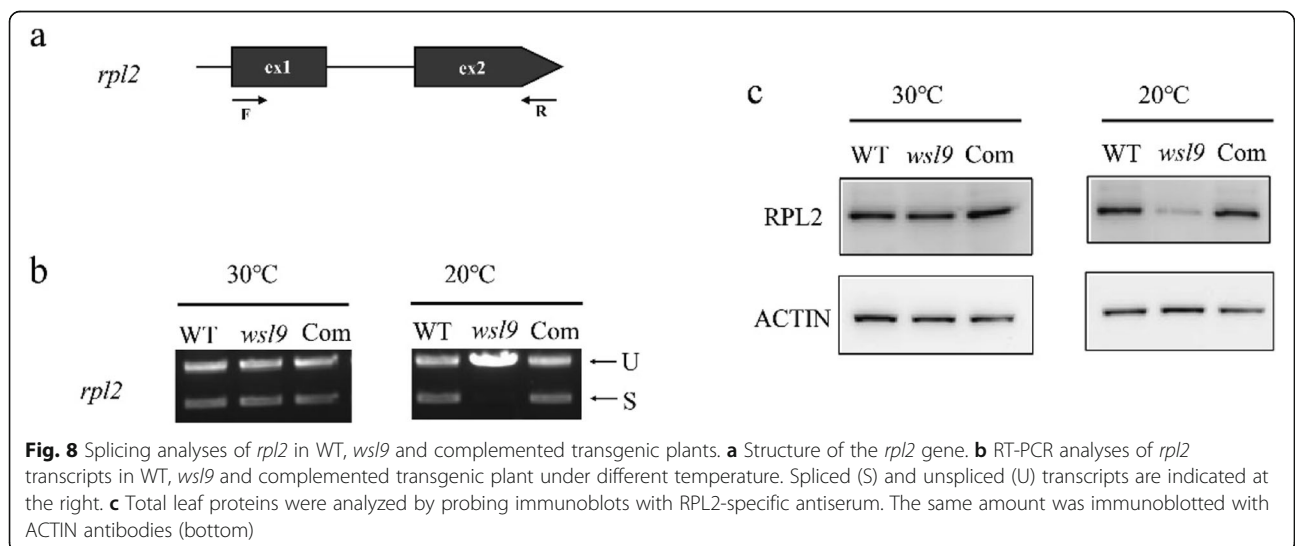 a
rpl2
ex1
ex2
F
R
b
30°C
20°C
WT
wsl9
Com
WT
wsl9
Com
rpl2
U
S
c
30°C
20°C
WT
wsl9
Com
WT
wsl9
Com
RPL2
ACTIN
Fig. 8 Splicing analyses of rpl2 in WT, wsl9 and complemented transgenic plants. a Structure of the rpl2 gene. b RT-PCR analyses of rpl2
transcripts in WT, wsl9 and complemented transgenic plant under different temperature. Spliced (S) and unspliced (U) transcripts are indicated at
the right. c Total leaf proteins were analyzed by probing immunoblots with RPL2-specific antiserum. The same amount was immunoblotted with
ACTIN antibodies (bottom)